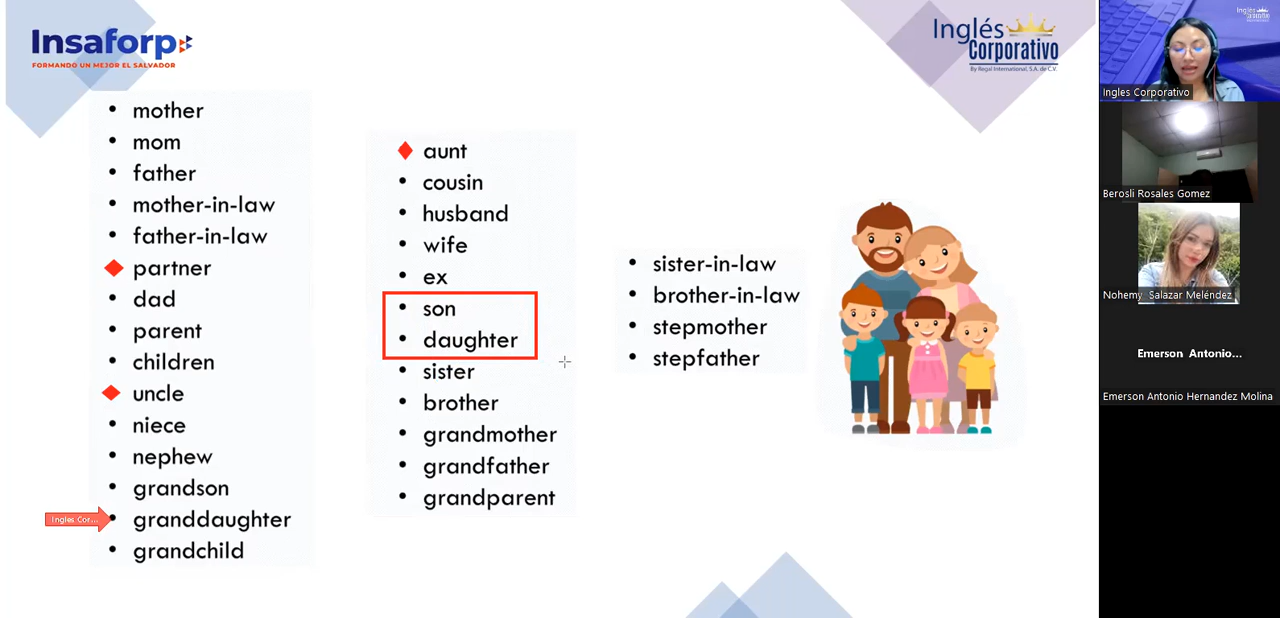 Insaforp
FORMANDO UN MEJOR EL SALVADOR
Inglés
Corporativo
By Regal International, S.A. de C.V.
mother
mom
father
mother-in-law
father-in-law
partner
dad
parent
children
uncle
niece
nephew
grandson
granddaughter
grandchild
Ingles Cor...
aunt
cousin
husband
wife
ex
son
daughter
sister
brother
grandmother
grandfather
grandparent
sister-in-law
brother-in-law
stepmother
stepfather
Inglés
Corporativo
Ingles Corporativo
Berosli Rosales Gomez
Nohemy Salazar Meléndez
Emerson Antonio...
Emerson Antonio Hernandez Molina